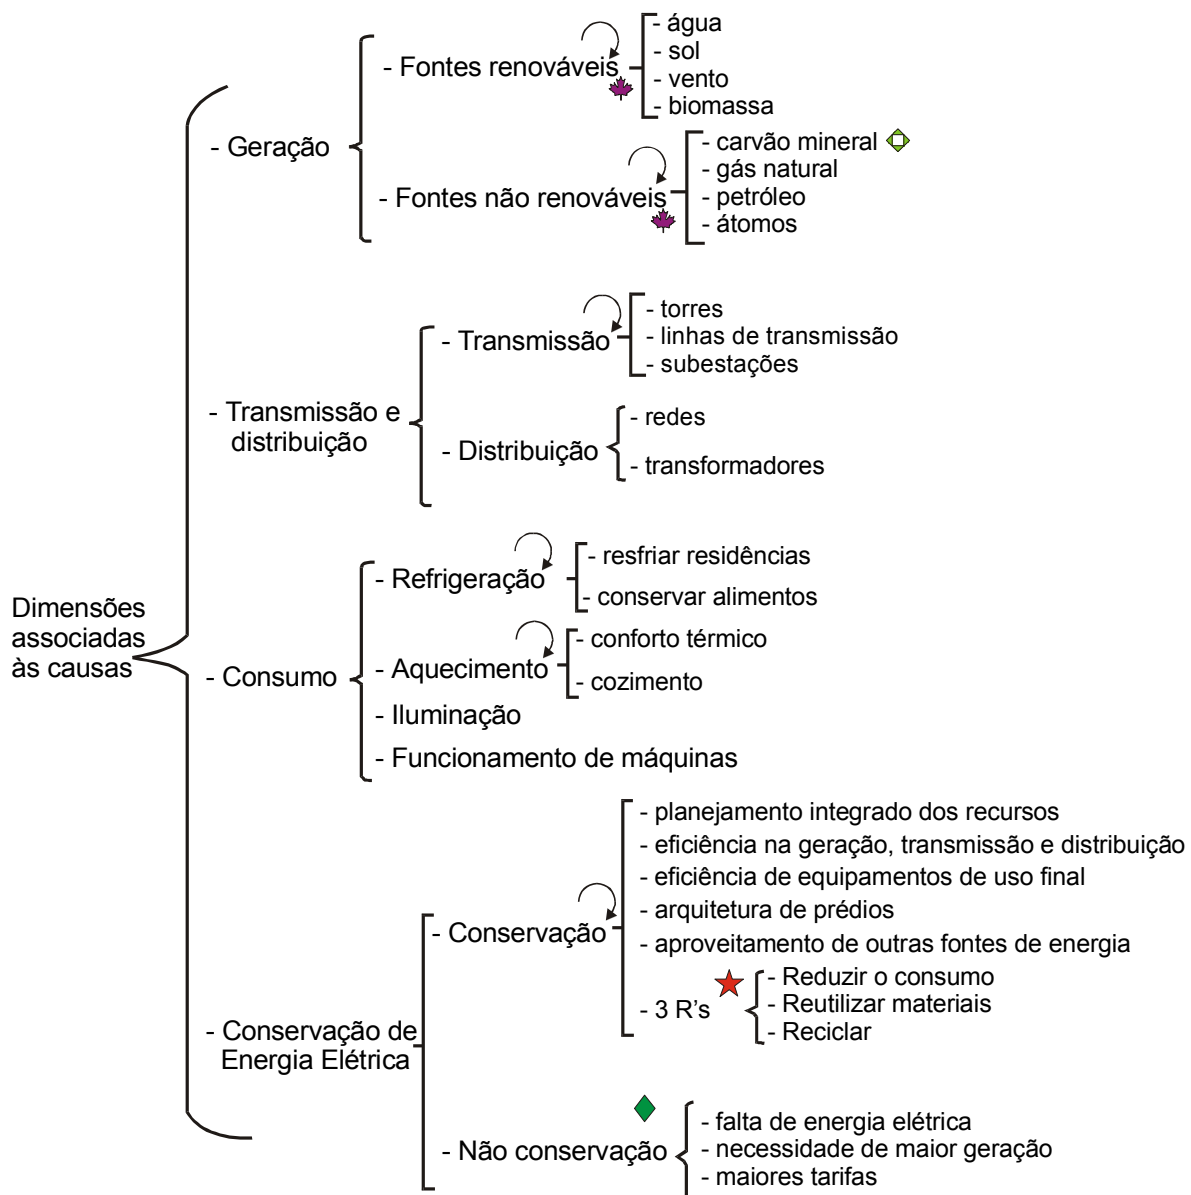 - água
- sol
- Fontes renováveis
- vento
- biomassa
- Geração
- carvão mineral
- gás natural
- Fontes não renováveis
- petróleo
- átomos
- torres
- Transmissão
- linhas de transmissão
- subestações
- Transmissão e
distribuição
- redes
- Distribuição
- transformadores
Dimensões
associadas
às causas
- resfriar residências
- Refrigeração
- conservar alimentos
- conforto térmico
- Consumo
- Aquecimento
- cozimento
- Iluminação
- Funcionamento de máquinas
- planejamento integrado dos recursos
- eficiência na geração, transmissão e distribuição
- eficiência de equipamentos de uso final
- Conservação
- arquitetura de prédios
- aproveitamento de outras fontes de energia
- 3 R's
- Reduzir o consumo
- Reutilizar materiais
- Reciclar
- Conservação de
Energia Elétrica
- Não conservação
- falta de energia elétrica
- necessidade de maior geração
- maiores tarifas